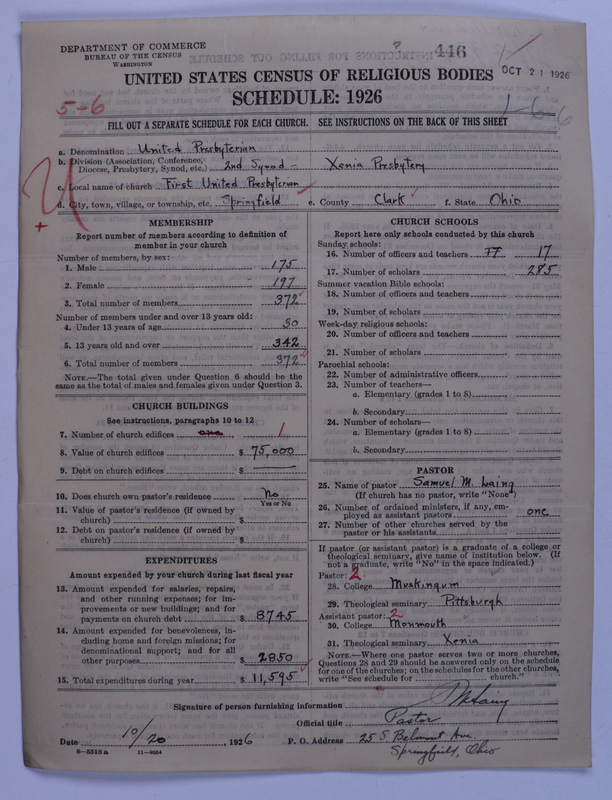 DEPARTMENT OF COMMERCE
BUREAU OF THE CENSUS
WASHINGTON
446
OCT 21 1926
UNITED STATES CENSUS OF RELIGIOUS BODIES
SCHEDULE: 1926
5-6
1-6 6
FILL OUT A SEPARATE SCHEDULE FOR EACH CHURCH. SEE INSTRUCTIONS ON THE BACK OF THIS SHEET
a. Denomination United Presbyterian
b. Division (Association, Conference, Diocese, Presbytery, Synod, etc.) 2nd Synod - Xenia Presbytery
c. Local name of church First United Presbyterian
d. City, town, village, or township, etc. Springfield e. County Clark f. State Ohio
MEMBERSHIP
Report number of members according to definition of
member in your church
Number of members, by sex:
1. Male 175
2. Female 197
3. Total number of members 372
Number of members under and over 13 years old:
4. Under 13 years of age 30
5. 13 years old and over 342
6. Total number of members 372
NOTE.—The total given under Question 6 should be the
same as the total of males and females given under Question 3.
CHURCH BUILDINGS
See instructions, paragraphs 10 to 12
7. Number of church edifices one 1
8. Value of church edifices $ 75,000
9. Debt on church edifices $
10. Does church own pastor's residence No
Yes or No
11. Value of pastor's residence (if owned by
church) $
12. Debt on pastor's residence (if owned by
church) $
EXPENDITURES
Amount expended by your church during last fiscal year
13. Amount expended for salaries, repairs,
and other running expenses; for im-
provements or new buildings; and for
payments on church debt $ 8745
14. Amount expended for benevolences, in-
cluding home and foreign missions; for
denominational support; and for all
other purposes $ 2850
15. Total expenditures during year $ 11,595
CHURCH SCHOOLS
Report here only schools conducted by this church
Sunday schools:
16. Number of officers and teachers 17
17. Number of scholars 285
Summer vacation Bible schools:
18. Number of officers and teachers
19. Number of scholars
Week-day religious schools:
20. Number of officers and teachers
21. Number of scholars
Parochial schools:
22. Number of administrative officers
23. Number of teachers—
a. Elementary (grades 1 to 8)
b. Secondary
24. Number of scholars—
a. Elementary (grades 1 to 8)
b. Secondary
PASTOR
25. Name of pastor Samuel M. Laing
(If church has no pastor, write "None")
26. Number of ordained ministers, if any, em-
ployed as assistant pastors one
27. Number of other churches served by the
pastor or his assistants
If pastor (or assistant pastor) is a graduate of a college or
theological seminary, give name of institution below. (If
not a graduate, write "No" in the space indicated.)
Pastor: 2
28. College Muskingum
29. Theological seminary Pittsburgh
Assistant pastor: 2
30. College Monmouth
31. Theological seminary Xenia
NOTE.—Where one pastor serves two or more churches,
Questions 28 and 29 should be answered only on the schedule
for one of the churches; on the schedules for the other churches,
write "See schedule for church."
Signature of person furnishing information S M Laing
Official title Pastor
Date 10/20, 1926 P. O. Address 25 S Belmont Ave.
Springfield, Ohio
8—5518 a 11—9054